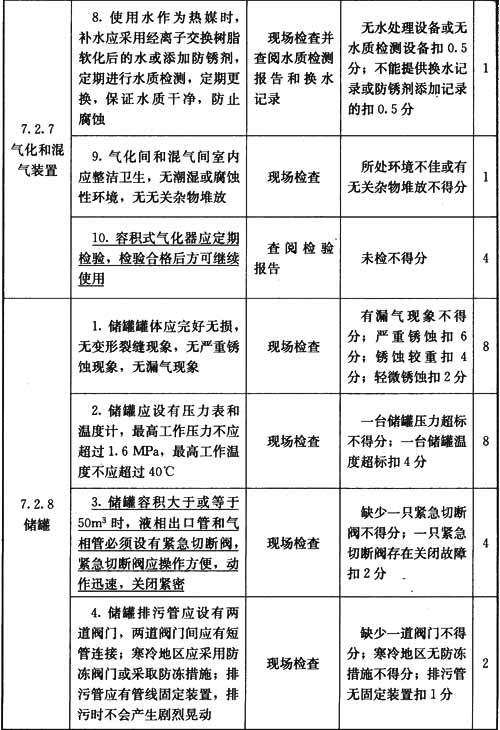 7.2.7
气化和混
气装置
8. 使用水作为热媒时，
补水应采用经离子交换树脂
软化后的水或添加防锈剂，
定期进行水质检测，定期更
换，保证水质干净，防止
腐蚀
现场检查并
查阅水质检测
报告和换水
记录
无水处理设备或无
水质检测设备扣 0.5
分；不能提供换水记
录或防锈剂添加记录
的扣 0.5 分
1
9. 气化间和混气间室内
应整洁卫生，无潮湿或腐蚀
性环境，无无关杂物堆放
现场检查
所处环境不佳或有
无关杂物堆放不得分
1
10. 容积式气化器应定期
检验，检验合格后方可继续
使用
查阅检验
报告
未检不得分
4
7.2.8
储罐
1. 储罐罐体应完好无损，
无变形裂缝现象，无严重锈
蚀现象，无漏气现象
现场检查
有漏气现象不得
分；严重锈蚀扣 6
分；锈蚀较重扣 4
分；轻微锈蚀扣 2 分
8
2. 储罐应设有压力表和
温度计，最高工作压力不应
超过 1.6 MPa，最高工作温
度不应超过 40℃
现场检查
一台储罐压力超标
不得分；一台储罐温
度超标扣 4 分
8
3. 储罐容积大于或等于
50m³ 时，液相出口管和气
相管必须设有紧急切断阀，
紧急切断阀应操作方便，动
作迅速，关闭紧密
现场检查
缺少一只紧急切断
阀不得分；一只紧急
切断阀存在关闭故障
扣 2 分
4
4. 储罐排污管应设有两
道阀门，两道阀门间应有短
管连接；寒冷地区应采用防
冻阀门或采取防冻措施；排
污管应有管线固定装置，排
污时不会产生剧烈晃动
现场检查
缺少一道阀门不得
分；寒冷地区无防冻
措施不得分；排污管
无固定装置扣 1 分
2